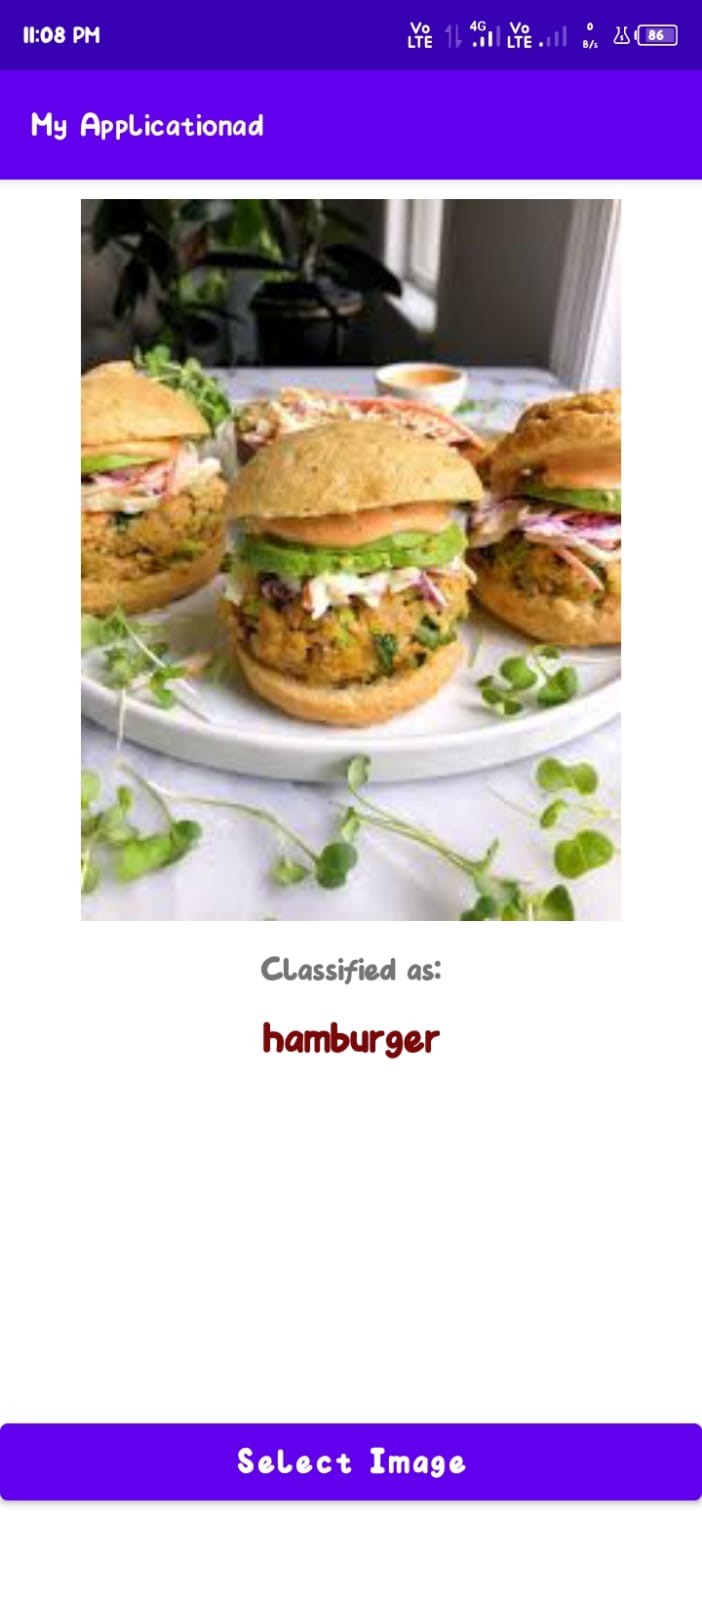 11:08 PM
Vo LTE 4G Vo LTE 0 B/s 86
My Applicationad
Classified as:
hamburger
Select Image